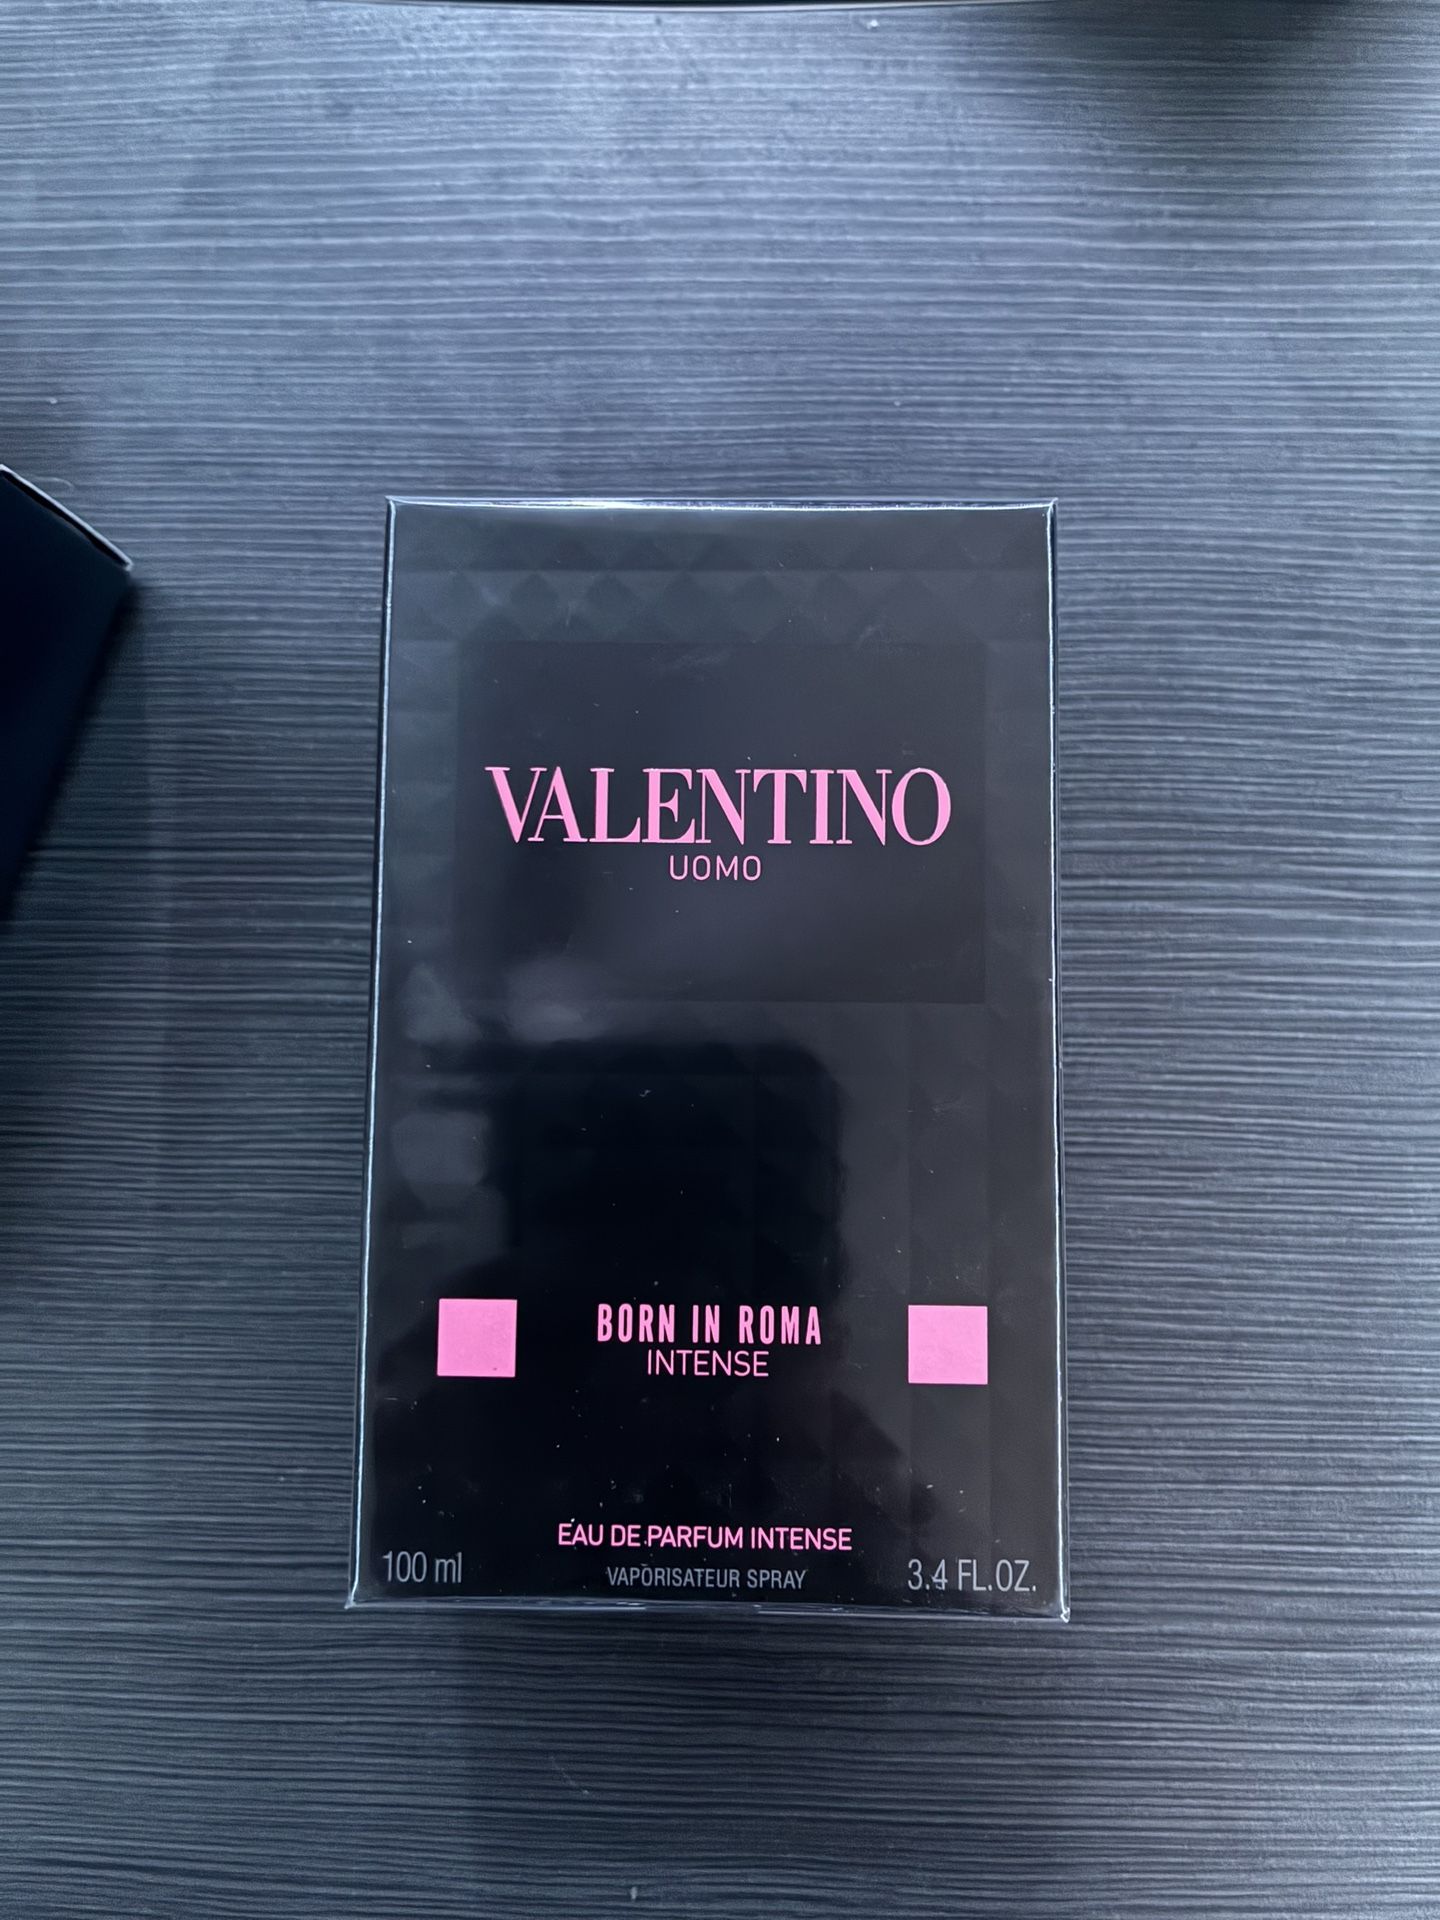 VALENTINO
UOMO
BORN IN ROMA
INTENSE
EAU DE PARFUM INTENSE
100 ml VAPORISATEUR SPRAY 3.4 FL.OZ.